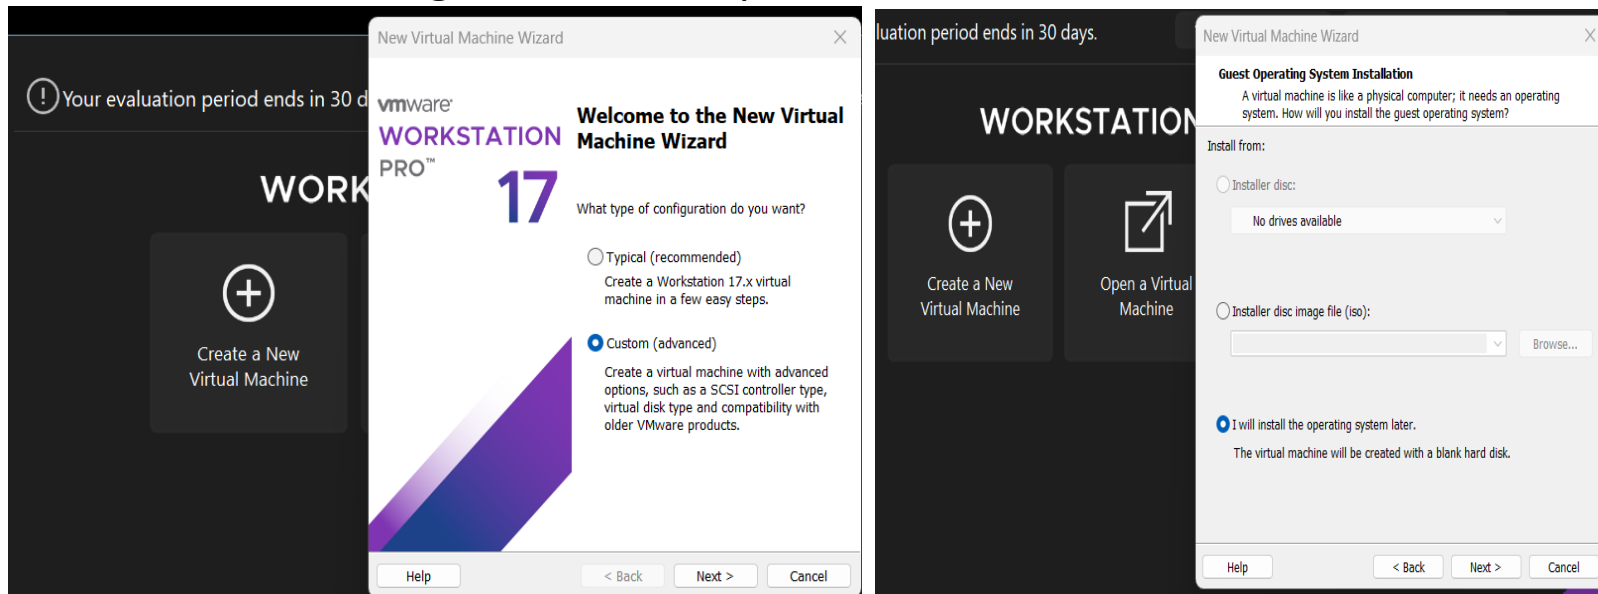 Your evaluation period ends in 30 d
WORK
Create a New
Virtual Machine
New Virtual Machine Wizard
vmware
WORKSTATION
PRO™
17
Welcome to the New Virtual
Machine Wizard
What type of configuration do you want?
Typical (recommended)
Create a Workstation 17.x virtual
machine in a few easy steps.
Custom (advanced)
Create a virtual machine with advanced
options, such as a SCSI controller type,
virtual disk type and compatibility with
older VMware products.
Help
< Back
Next >
Cancel
luation period ends in 30 days.
WORKSTATION
Create a New
Virtual Machine
Open a Virtual
Machine
New Virtual Machine Wizard
Guest Operating System Installation
A virtual machine is like a physical computer; it needs an operating
system. How will you install the guest operating system?
Install from:
Installer disc:
No drives available
Installer disc image file (iso):
Browse...
I will install the operating system later.
The virtual machine will be created with a blank hard disk.
Help
< Back
Next >
Cancel